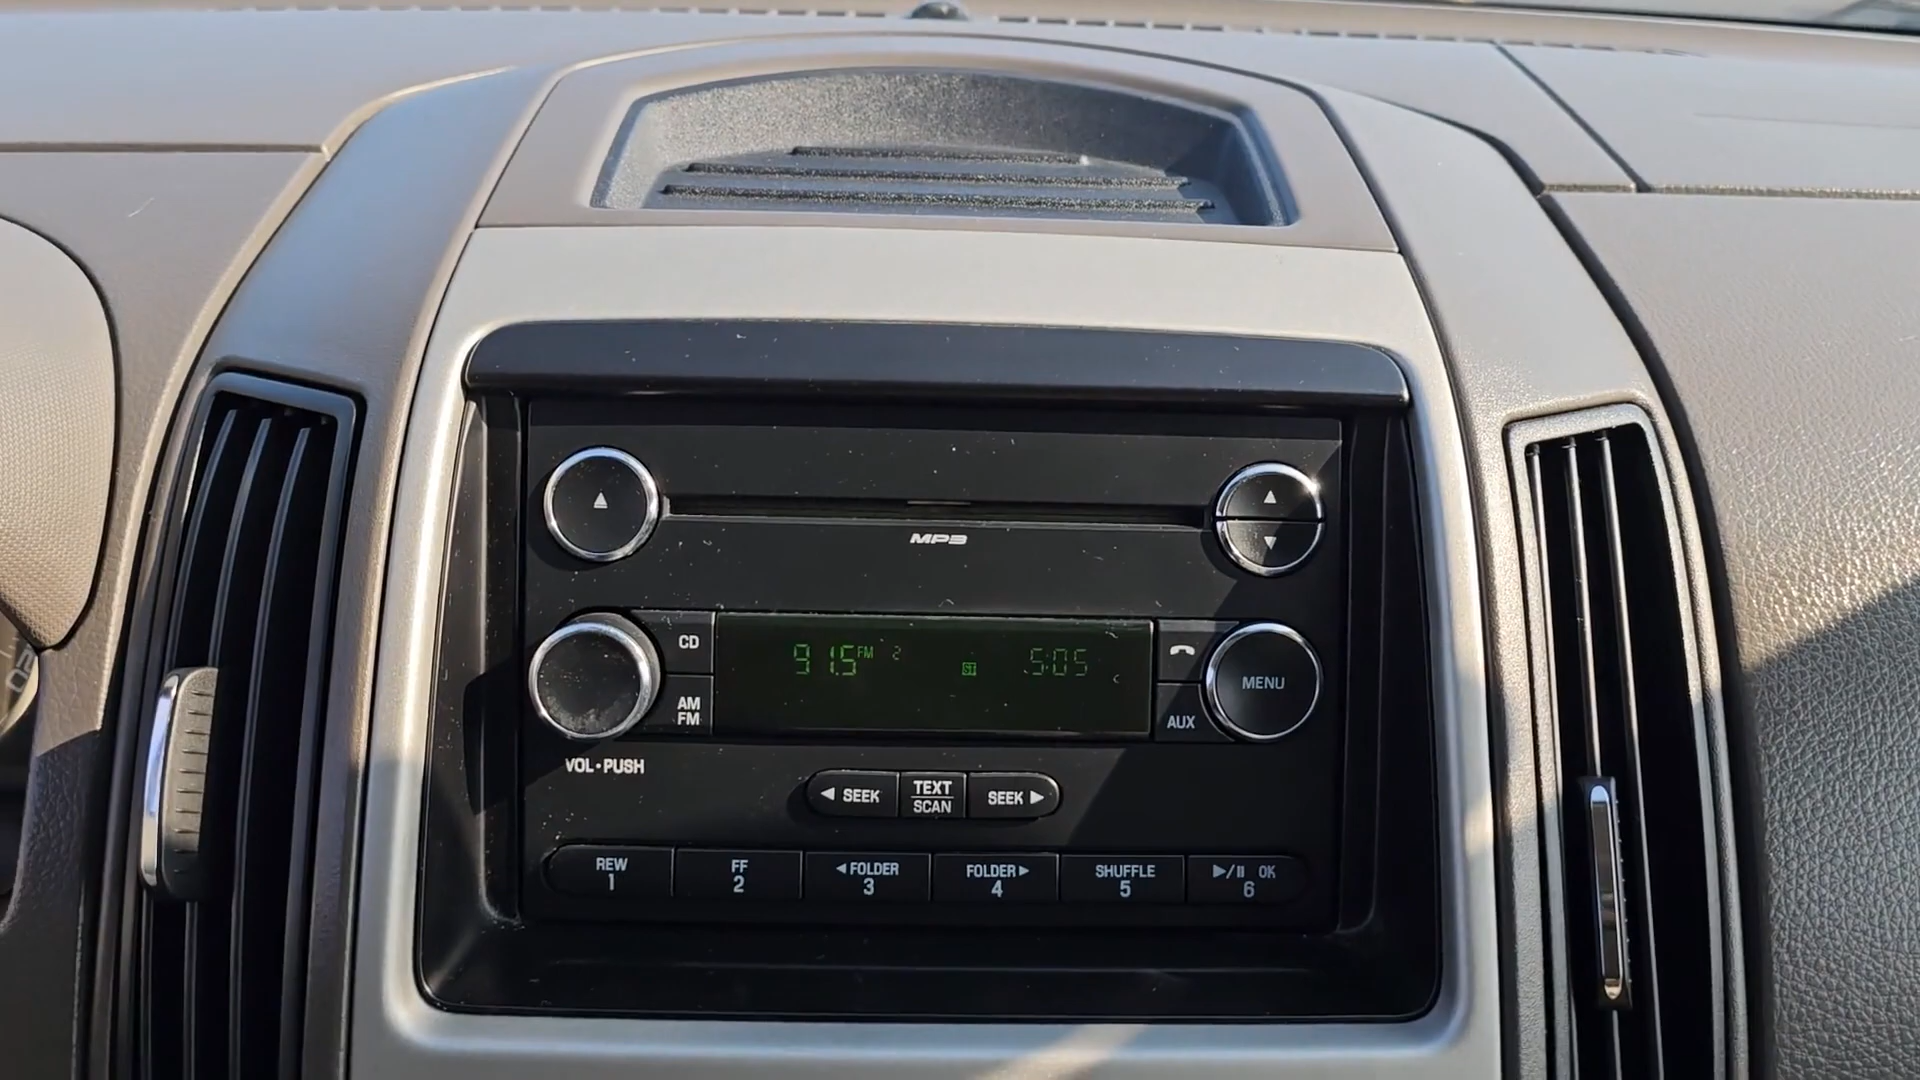 MP3
CD
91.5 FM 2 ST 5:05
AM
FM
MENU
AUX
VOL • PUSH
◀ SEEK
TEXT
SCAN
SEEK ▶
REW
1
FF
2
◀ FOLDER
3
FOLDER ▶
4
SHUFFLE
5
▶/II OK
6